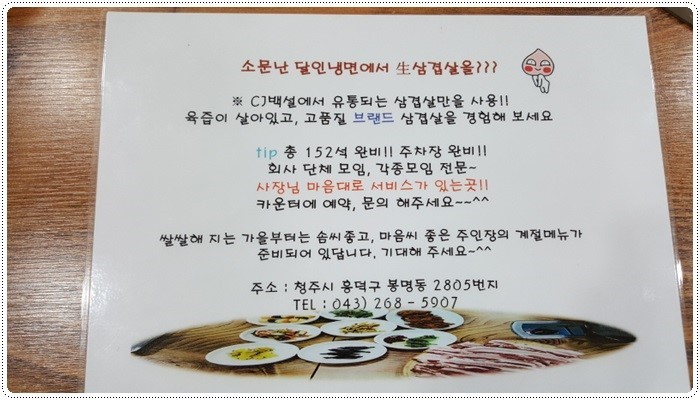 소문난 달인냉면에서 生삼겹살을???
※ CJ백설에서 유통되는 삼겹살만을 사용!!
육즙이 살아있고, 고품질 브랜드 삼겹살을 경험해 보세요
tip 총 152석 완비!! 주차장 완비!!
회사 단체 모임, 각종모임 전문~
사장님 마음대로 서비스가 있는곳!!
카운터에 예약, 문의 해주세요~~^^
쌀쌀해 지는 가을부터는 솜씨좋고, 마음씨 좋은 주인장의 계절메뉴가
준비되어 있답니다. 기대해 주세요~^^
주소 : 청주시 흥덕구 봉명동 2805번지
TEL : 043) 268 - 5907